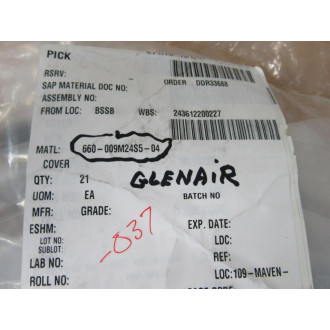 PICK
RSRV:
SAP MATERIAL DOC NO: ORDER DDR33688
ASSEMBLY NO:
FROM LOC: BSSB WBS: 243612200227
MATL: 660-009M24S5-04
COVER
QTY: 21 GLENAIR
UOM: EA BATCH NO
MFR: GRADE:
ESHM: -037 EXP. DATE:
LOT NO: LDC:
SUBLOT:
LAB NO: REF:
ROLL NO: LOC:109-MAVEN-